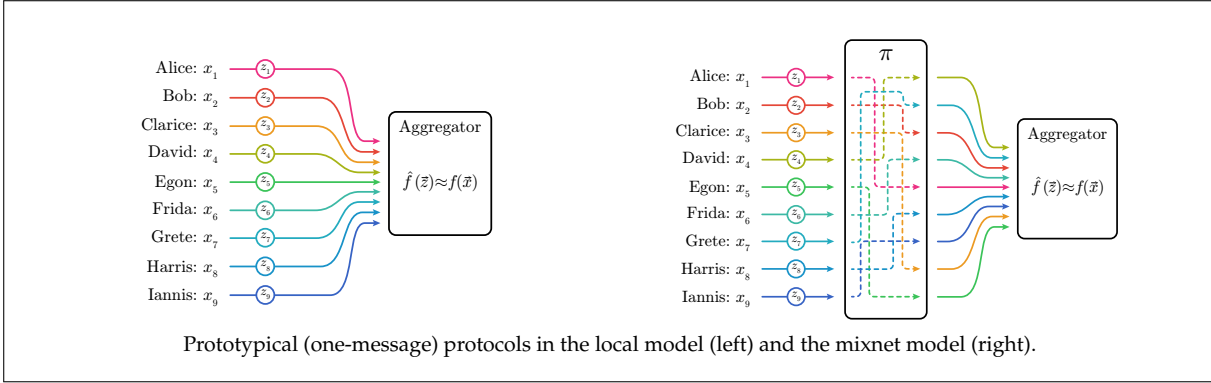 Alice: x₁ z₁
Bob: x₂ z₂
Clarice: x₃ z₃
David: x₄ z₄
Egon: x₅ z₅
Frida: x₆ z₆
Grete: x₇ z₇
Harris: x₈ z₈
Iannis: x₉ z₉
Aggregator
f̂(z⃗)≈f(x⃗)
π
Alice: x₁ z₁
Bob: x₂ z₂
Clarice: x₃ z₃
David: x₄ z₄
Egon: x₅ z₅
Frida: x₆ z₆
Grete: x₇ z₇
Harris: x₈ z₈
Iannis: x₉ z₉
Aggregator
f̂(z⃗)≈f(x⃗)
Prototypical (one-message) protocols in the local model (left) and the mixnet model (right).